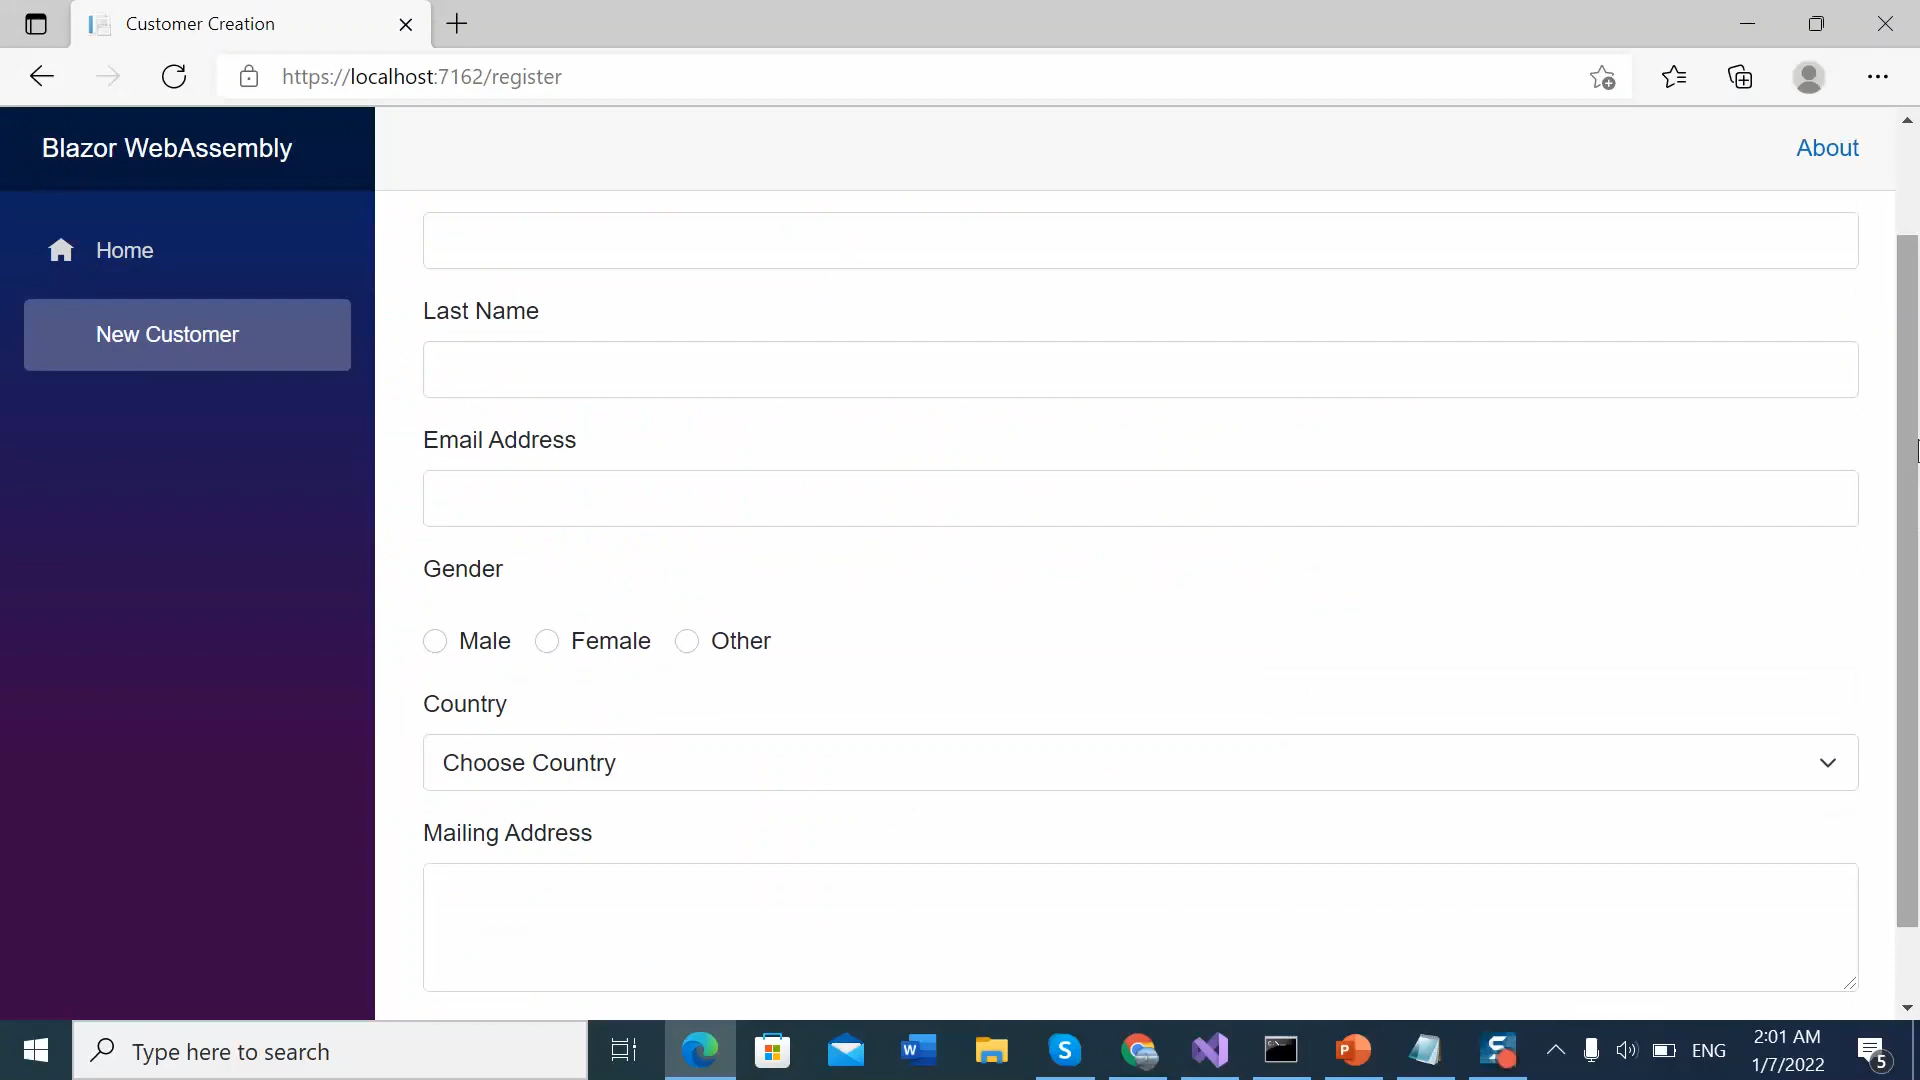 Customer Creation
https://localhost:7162/register
Blazor WebAssembly
About
Home
New Customer
Last Name
Email Address
Gender
Male Female Other
Country
Choose Country
Mailing Address
Type here to search
W
S
P
S
ENG
2:01 AM
1/7/2022
5